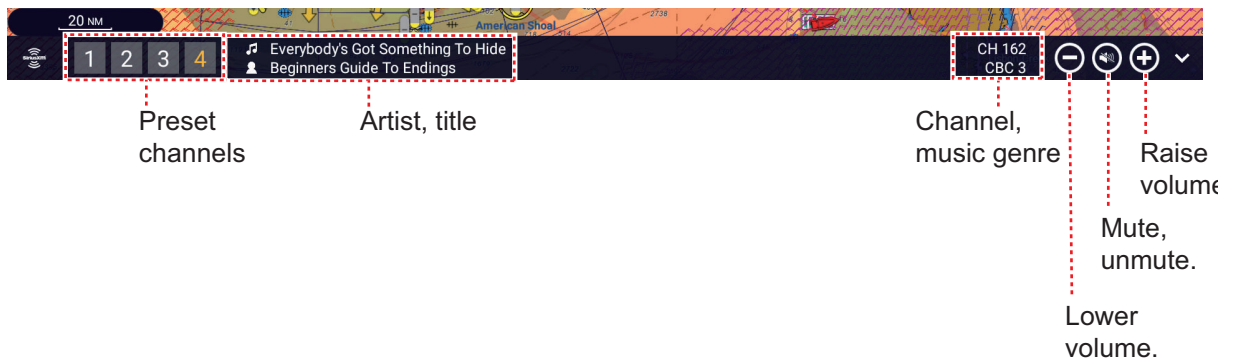 20 NM
American Shoal
2738
SiriusXM
1 2 3 4
Everybody's Got Something To Hide
Beginners Guide To Endings
CH 162
CBC 3
Preset
channels
Artist, title
Channel,
music genre
Raise
volume
Mute,
unmute.
Lower
volume.